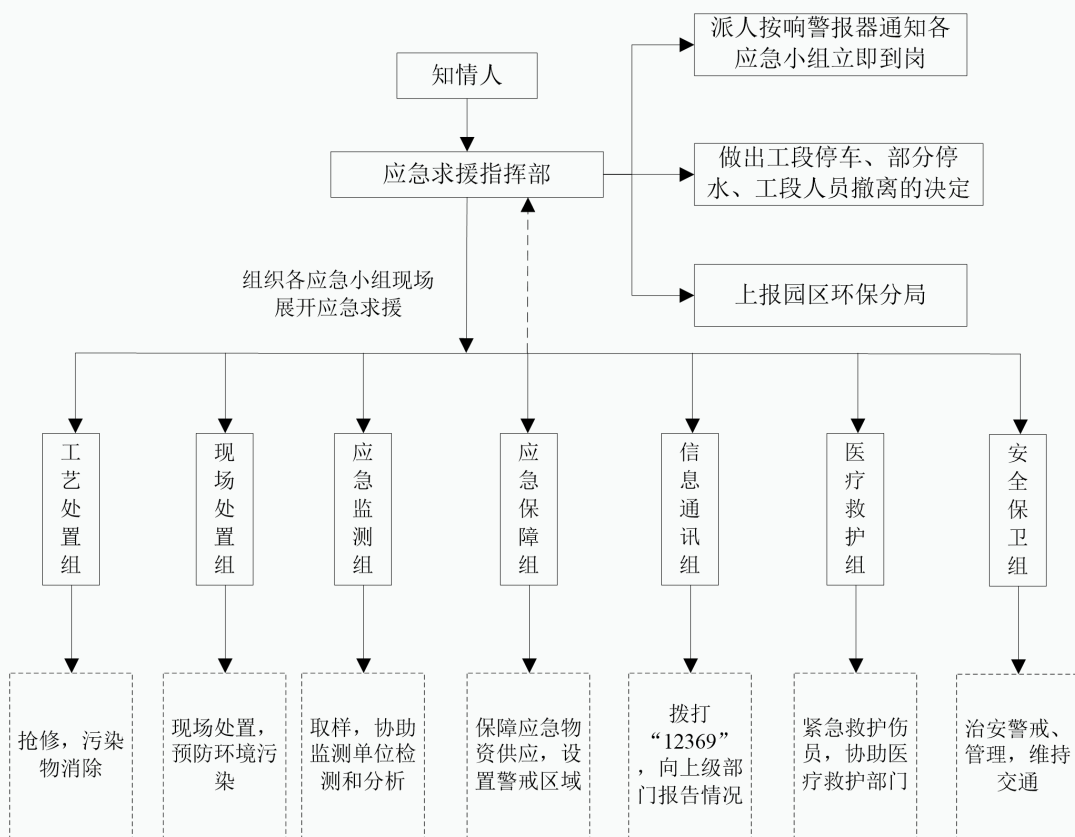 派人按响警报器通知各
应急小组立即到岗
知情人
应急求援指挥部
做出工段停车、部分停
水、工段人员撤离的决定
组织各应急小组现场
展开应急求援
上报园区环保分局
工艺处置组
现场处置组
应急监测组
应急保障组
信息通讯组
医疗救护组
安全保卫组
抢修，污染
物消除
现场处置，
预防环境污
染
取样，协助
监测单位检
测和分析
保障应急物
资供应，设
置警戒区域
拨打
“12369”
，向上级部
门报告情况
紧急救护伤
员，协助医
疗救护部门
治安警戒、
管理，维持
交通